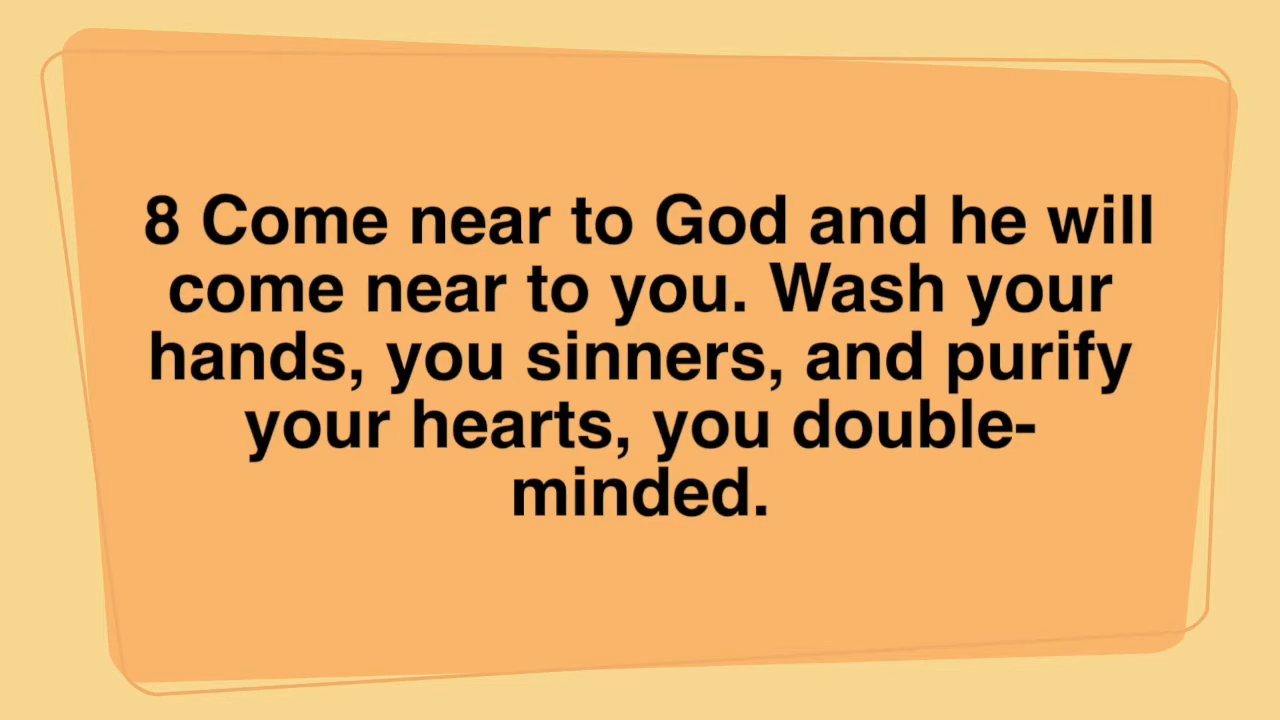 8 Come near to God and he will
come near to you. Wash your
hands, you sinners, and purify
your hearts, you double-
minded.